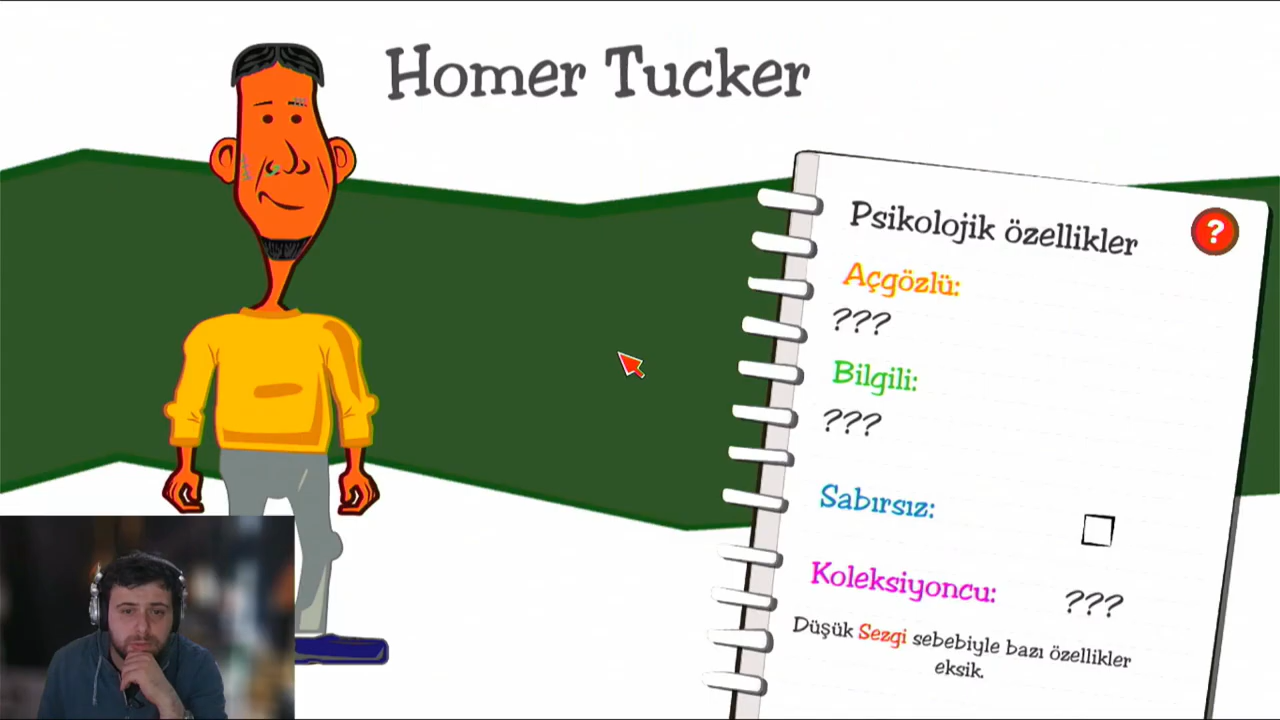 Homer Tucker
Psikolojik özellikler
?
Açgözlü:
???
Bilgili:
???
Sabırsız:
Koleksiyoncu:
???
Düşük Sezgi sebebiyle bazı özellikler
eksik.